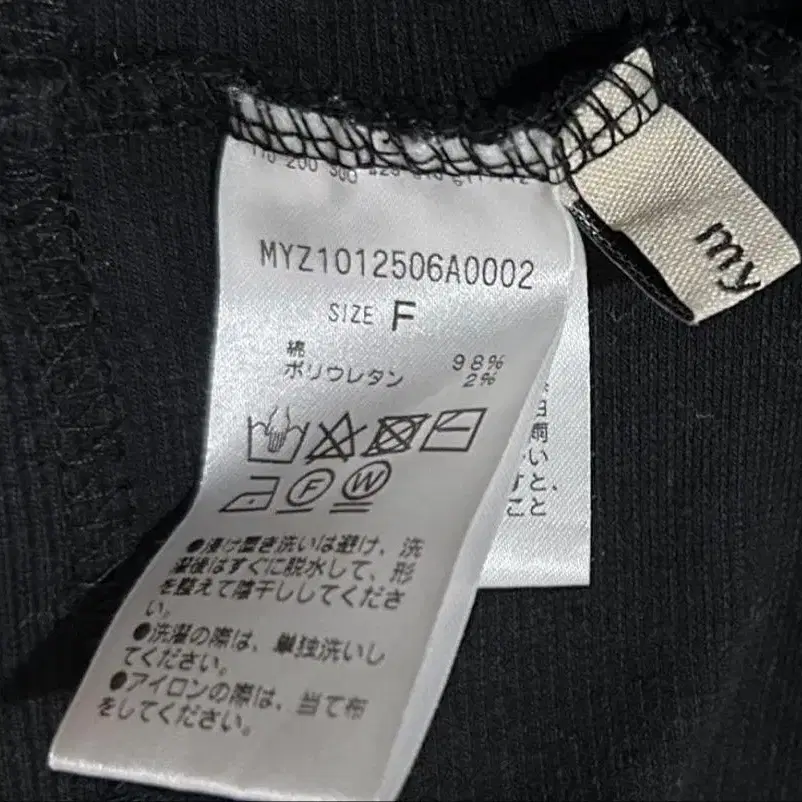 MYZ1012506A0002
SIZE F
綿 98%
ポリウレタン 2%
F W
●浸け置き洗いは避け、洗
濯後はすぐに脱水して、形
を整えて陰干ししてくださ
い。
●洗濯の際は、単独洗いし
てください。
●アイロンの際は、当て布
をしてください。
my